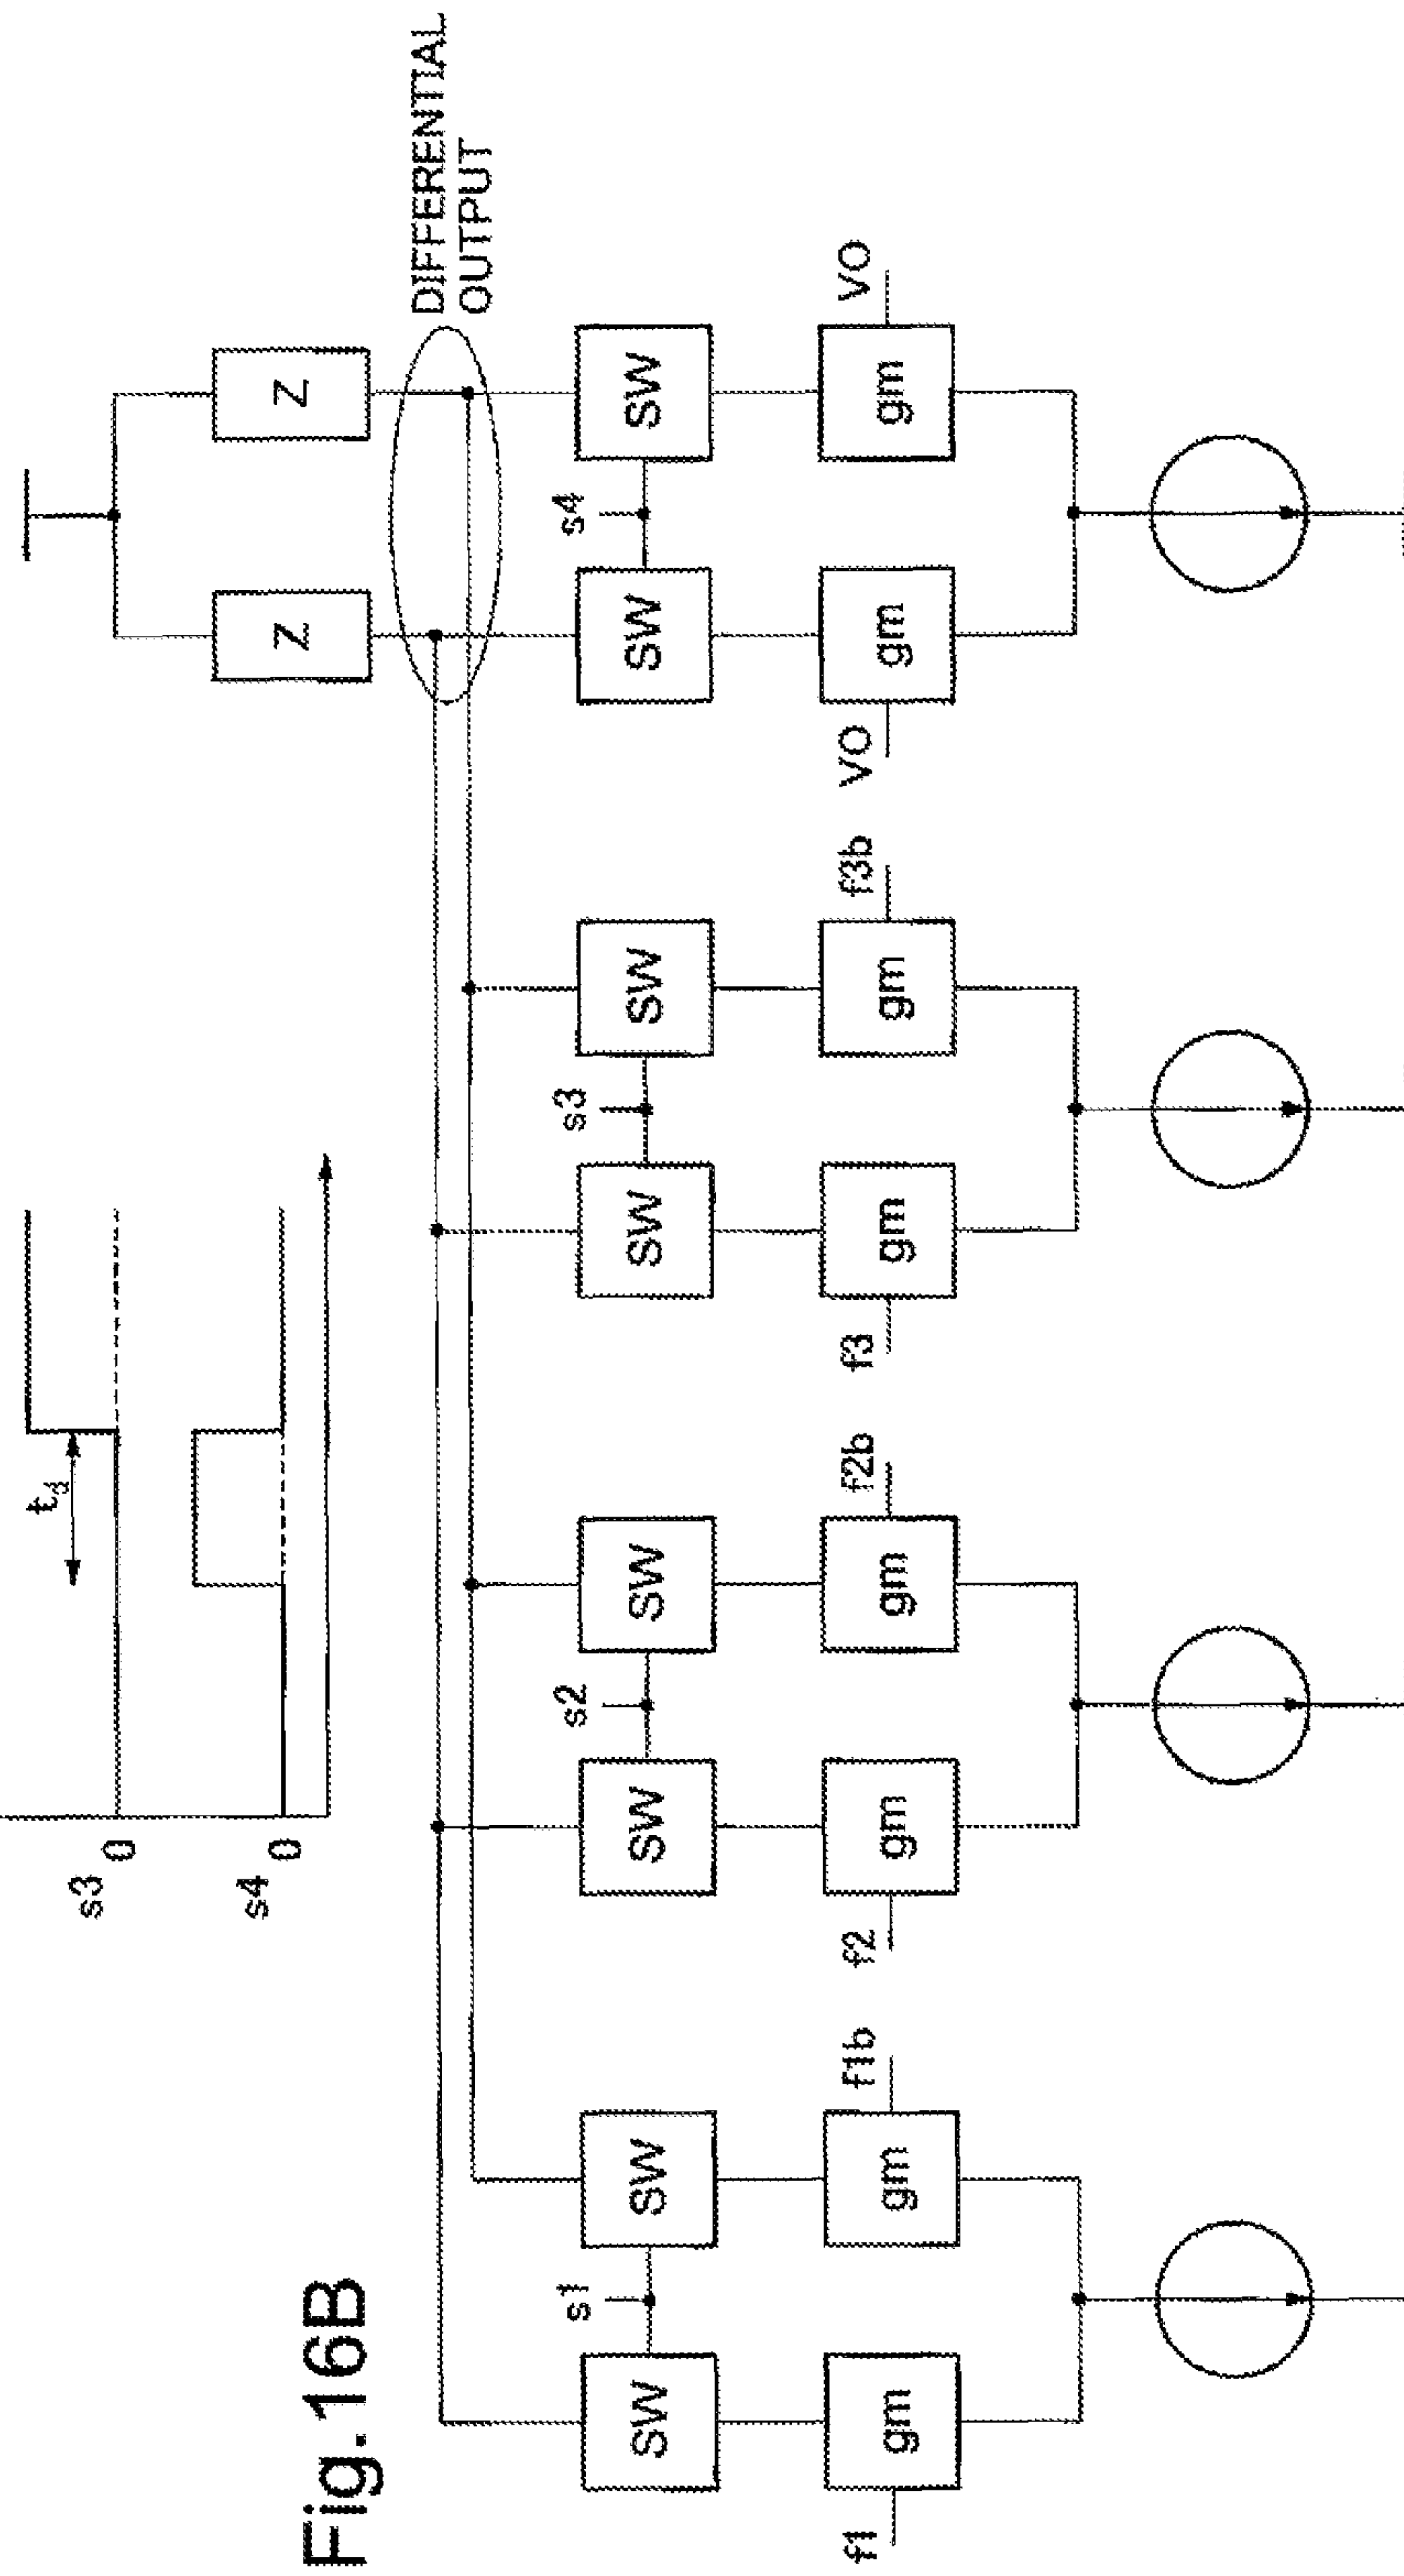 s3 0
t_d
s4 0
Fig.16B
Z Z
DIFFERENTIAL
OUTPUT
SW s1 SW SW s2 SW SW s3 SW SW s4 SW
f1 gm gm f1b f2 gm gm f2b f3 gm gm f3b VO gm gm VO